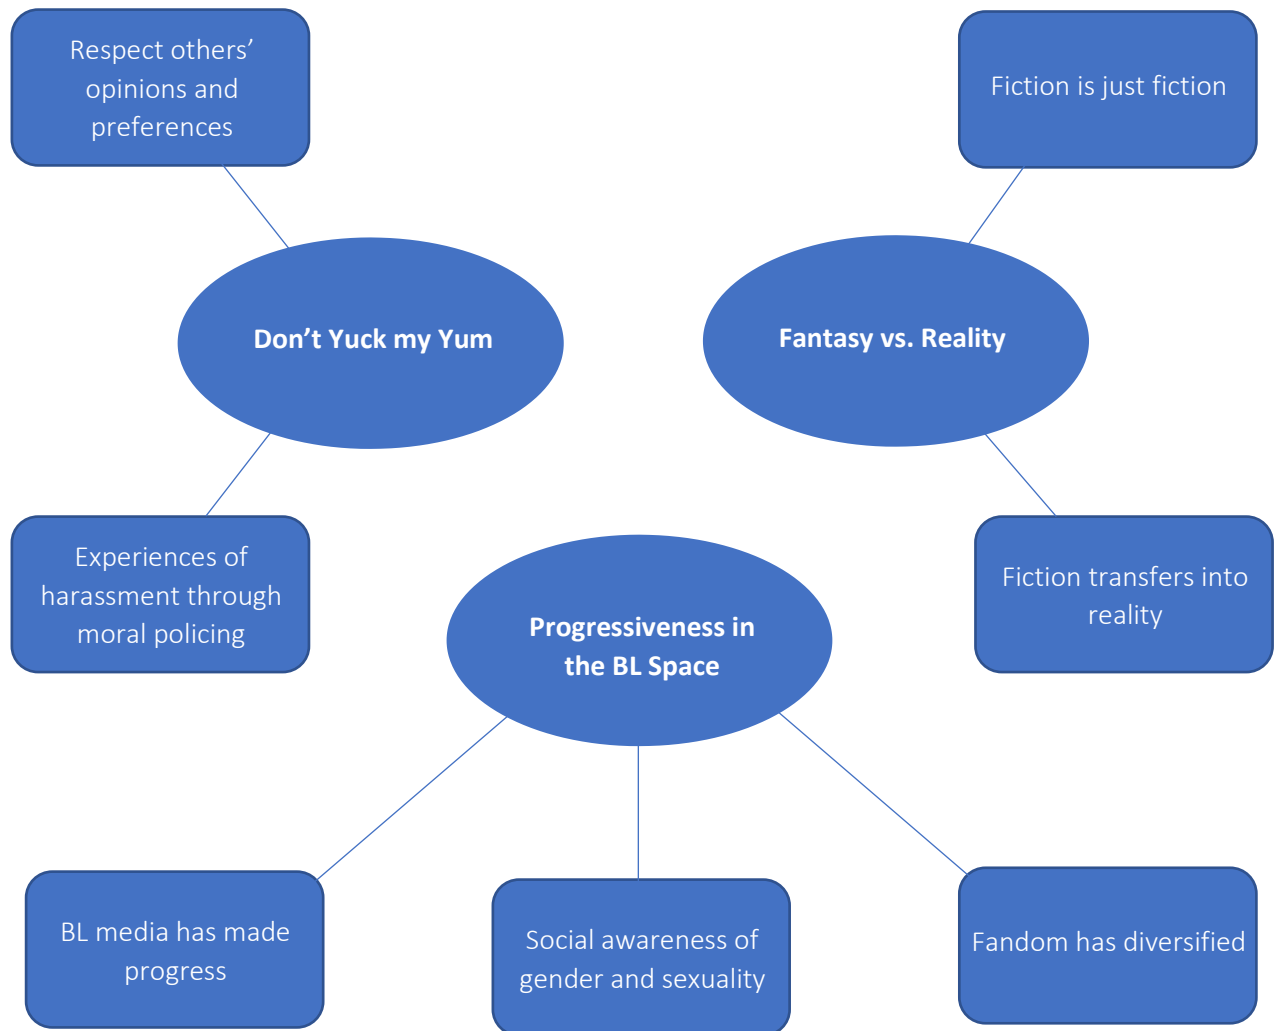 Respect others’
opinions and
preferences
Fiction is just fiction
Don’t Yuck my Yum
Fantasy vs. Reality
Experiences of
harassment through
moral policing
Fiction transfers into
reality
Progressiveness in
the BL Space
BL media has made
progress
Social awareness of
gender and sexuality
Fandom has diversified